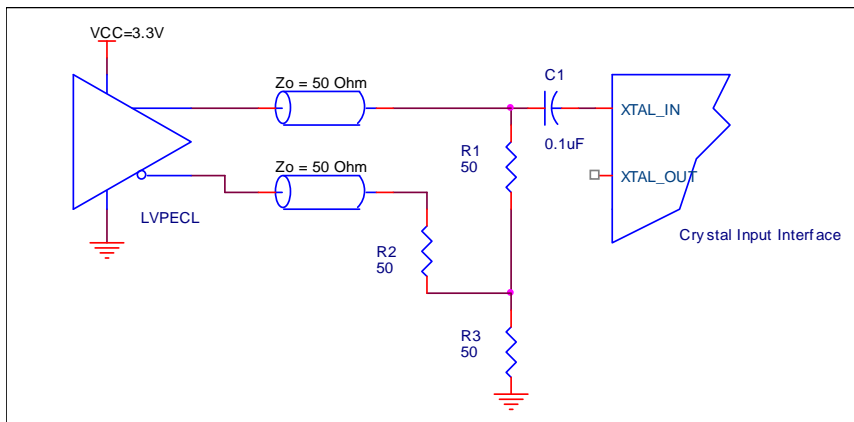 VCC=3.3V
Zo = 50 Ohm
C1
0.1uF
XTAL_IN
R1
50
Zo = 50 Ohm
XTAL_OUT
LVPECL
R2
50
Crystal Input Interface
R3
50